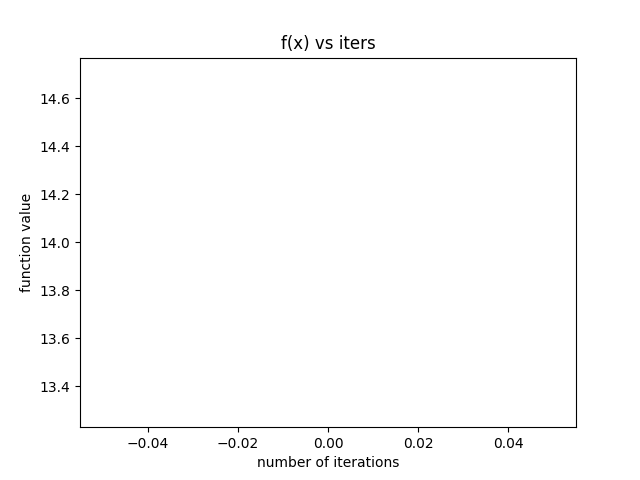 f(x) vs iters
14.6
14.4
14.2
14.0
13.8
13.6
13.4
function value
−0.04 −0.02 0.00 0.02 0.04
number of iterations